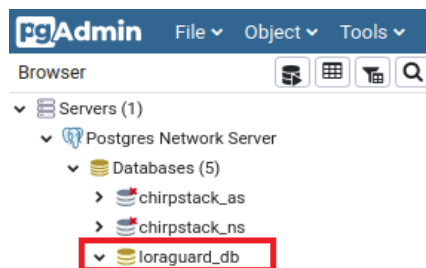 pgAdmin File Object Tools
Browser
Servers (1)
Postgres Network Server
Databases (5)
chirpstack_as
chirpstack_ns
loraguard_db